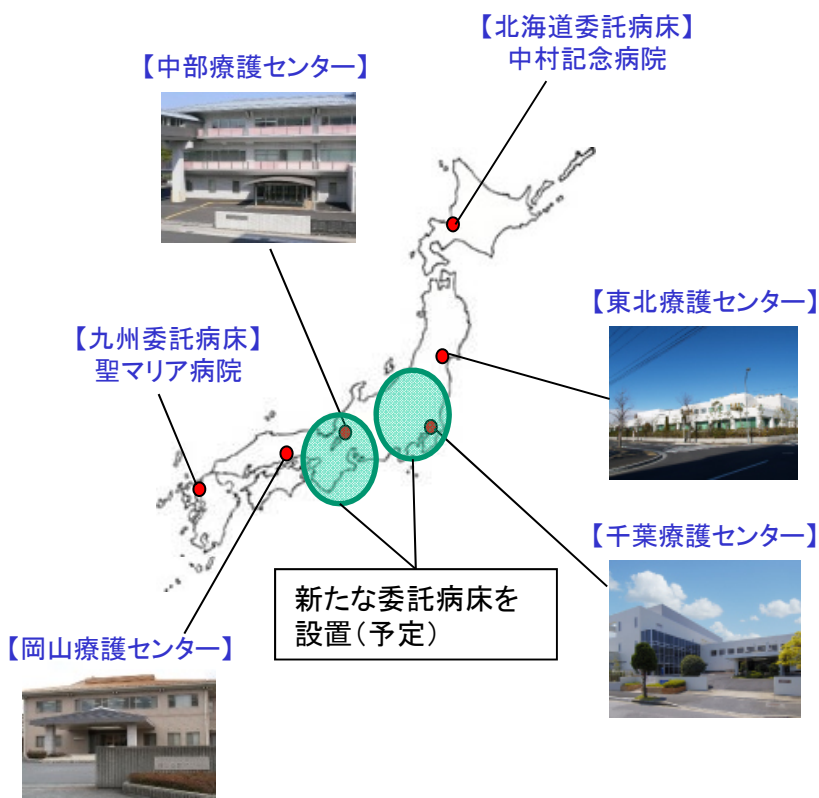 【北海道委託病床】
中村記念病院
【中部療護センター】
【東北療護センター】
【九州委託病床】
聖マリア病院
【千葉療護センター】
新たな委託病床を
設置(予定)
【岡山療護センター】